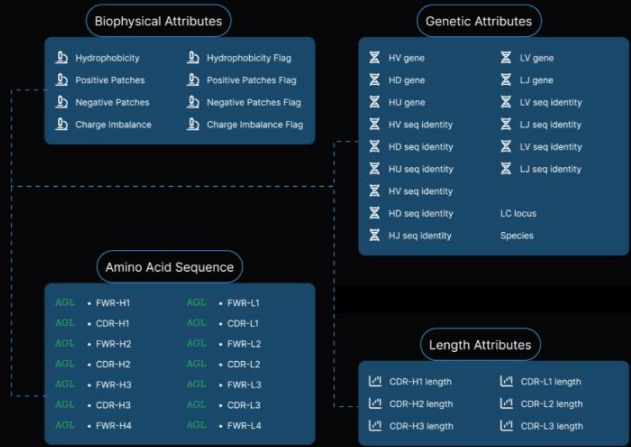 Biophysical Attributes
Hydrophobicity Hydrophobicity Flag
Positive Patches Positive Patches Flag
Negative Patches Negative Patches Flag
Charge Imbalance Charge Imbalance Flag
Genetic Attributes
HV gene LV gene
HD gene LJ gene
HU gene LV seq identity
HV seq identity LJ seq identity
HD seq identity LV seq identity
HU seq identity LJ seq identity
HV seq identity
HD seq identity LC locus
HJ seq identity Species
Amino Acid Sequence
AGL • FWR-H1 AGL • FWR-L1
AGL • CDR-H1 AGL • CDR-L1
AGL • FWR-H2 AGL • FWR-L2
AGL • CDR-H2 AGL • CDR-L2
AGL • FWR-H3 AGL • FWR-L3
AGL • CDR-H3 AGL • CDR-L3
AGL • FWR-H4 AGL • FWR-L4
Length Attributes
CDR-H1 length CDR-L1 length
CDR-H2 length CDR-L2 length
CDR-H3 length CDR-L3 length